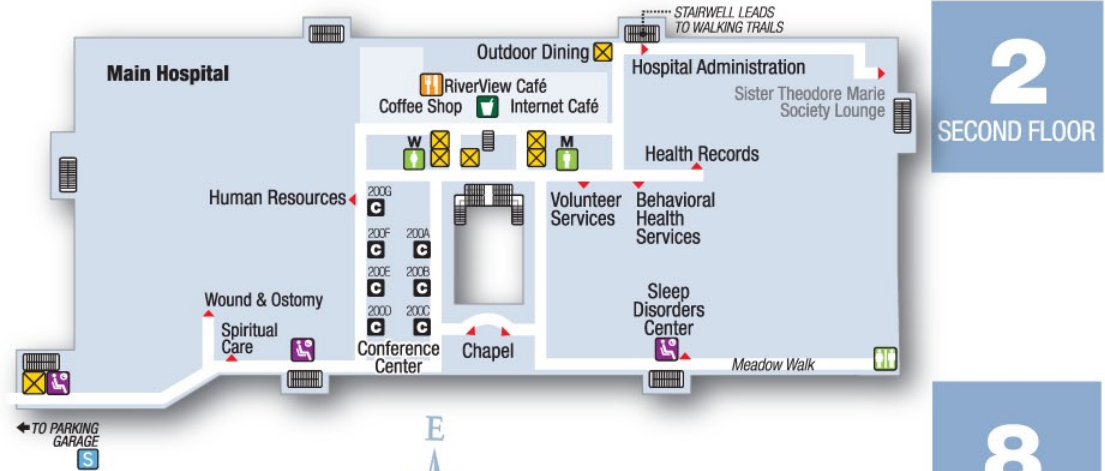 STAIRWELL LEADS
TO WALKING TRAILS
2
SECOND FLOOR
Main Hospital
Outdoor Dining
Hospital Administration
RiverView Café
Coffee Shop
Internet Café
Sister Theodore Marie
Society Lounge
W
M
Health Records
Human Resources
200G
C
Volunteer
Services
Behavioral
Health
Services
200F
C
200A
C
200E
C
200B
C
200D
C
200C
C
Wound & Ostomy
Spiritual
Care
Sleep
Disorders
Center
Conference
Center
Chapel
Meadow Walk
TO PARKING
GARAGE
S
E
8